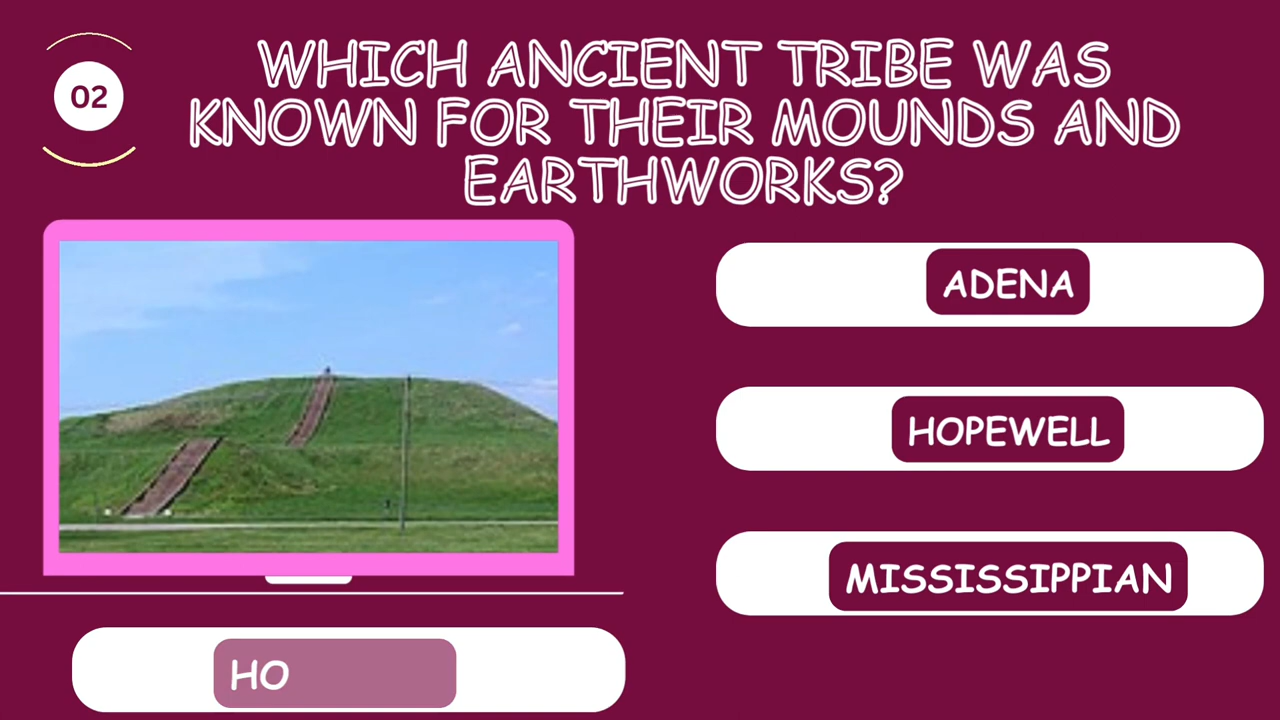 02
WHICH ANCIENT TRIBE WAS
KNOWN FOR THEIR MOUNDS AND
EARTHWORKS?
ADENA
HOPEWELL
MISSISSIPPIAN
HO